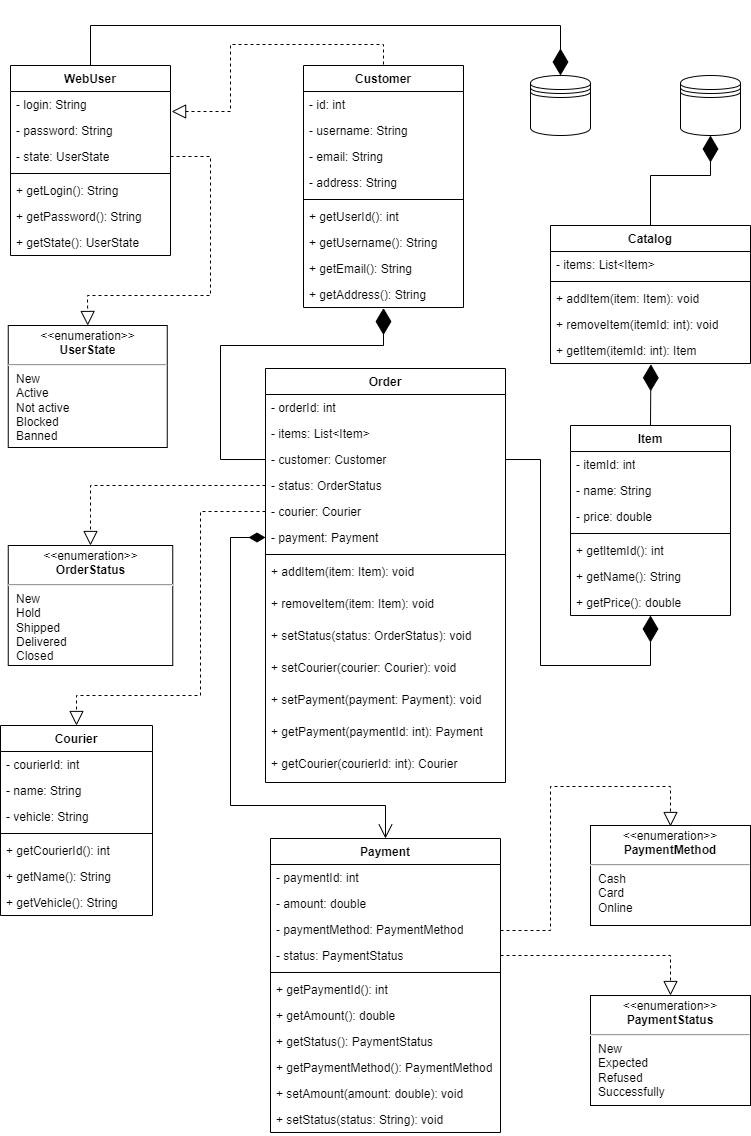 WebUser
- login: String
- password: String
- state: UserState
+ getLogin(): String
+ getPassword(): String
+ getState(): UserState
Customer
- id: int
- username: String
- email: String
- address: String
+ getUserId(): int
+ getUsername(): String
+ getEmail(): String
+ getAddress(): String
Catalog
- items: List<Item>
+ addItem(item: Item): void
+ removeItem(itemId: int): void
+ getItem(itemId: int): Item
<<enumeration>>
UserState
New
Active
Not active
Blocked
Banned
Order
- orderId: int
- items: List<Item>
- customer: Customer
- status: OrderStatus
- courier: Courier
- payment: Payment
+ addItem(item: Item): void
+ removeItem(item: Item): void
+ setStatus(status: OrderStatus): void
+ setCourier(courier: Courier): void
+ setPayment(payment: Payment): void
+ getPayment(paymentId: int): Payment
+ getCourier(courierId: int): Courier
Item
- itemId: int
- name: String
- price: double
+ getItemId(): int
+ getName(): String
+ getPrice(): double
<<enumeration>>
OrderStatus
New
Hold
Shipped
Delivered
Closed
Courier
- courierId: int
- name: String
- vehicle: String
+ getCourierId(): int
+ getName(): String
+ getVehicle(): String
Payment
- paymentId: int
- amount: double
- paymentMethod: PaymentMethod
- status: PaymentStatus
+ getPaymentId(): int
+ getAmount(): double
+ getStatus(): PaymentStatus
+ getPaymentMethod(): PaymentMethod
+ setAmount(amount: double): void
+ setStatus(status: String): void
<<enumeration>>
PaymentMethod
Cash
Card
Online
<<enumeration>>
PaymentStatus
New
Expected
Refused
Successfully